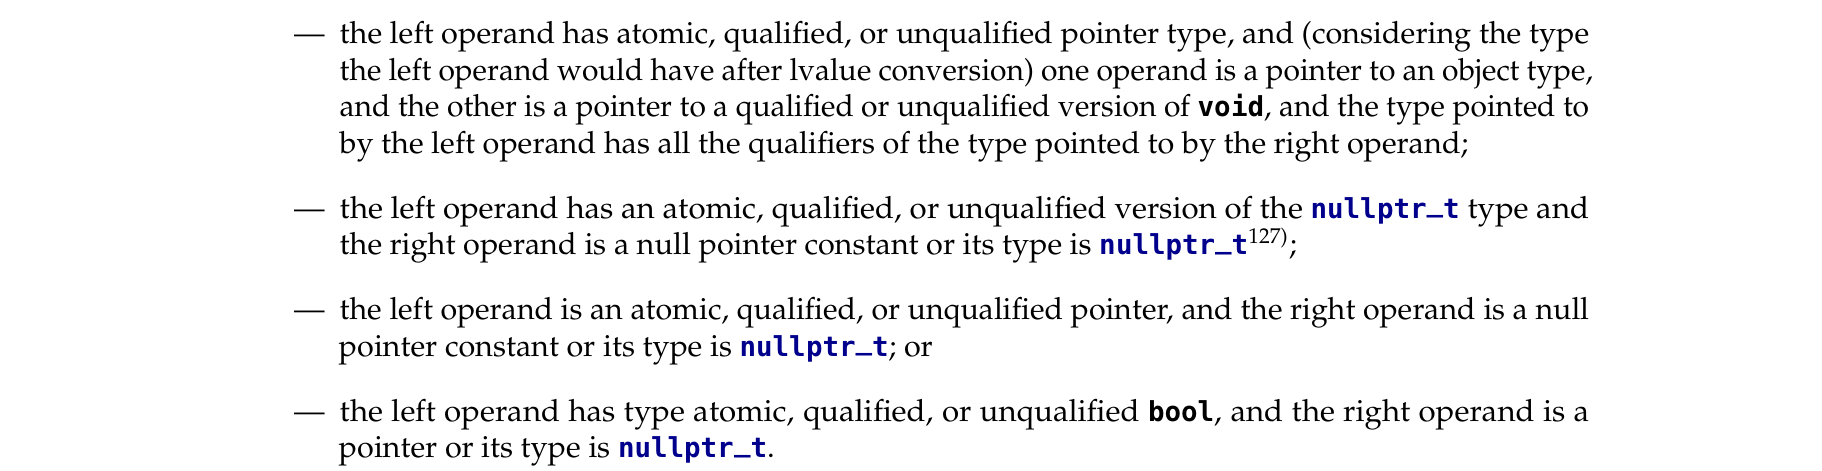 — the left operand has atomic, qualified, or unqualified pointer type, and (considering the type
the left operand would have after lvalue conversion) one operand is a pointer to an object type,
and the other is a pointer to a qualified or unqualified version of void, and the type pointed to
by the left operand has all the qualifiers of the type pointed to by the right operand;
— the left operand has an atomic, qualified, or unqualified version of the nullptr_t type and
the right operand is a null pointer constant or its type is nullptr_t127);
— the left operand is an atomic, qualified, or unqualified pointer, and the right operand is a null
pointer constant or its type is nullptr_t; or
— the left operand has type atomic, qualified, or unqualified bool, and the right operand is a
pointer or its type is nullptr_t.